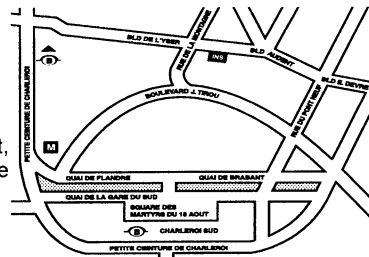 BLD DE L'YSER
RUE DE LA MONTAGNE
BLD AUDENT
INS
B
BLD S. DEVRE
PETITE CEINTURE DE CHARLEROI
BOULEVARD J. TIROU
RUE DU PONT NEUF
t,
M
e
QUAI DE FLANDRE
QUAI DE BRABANT
QUAI DE LA GARE DU SUD
SQUARE DES
MARTYRS DU 18 AOUT
B
CHARLEROI SUD
PETITE CEINTURE DE CHARLEROI